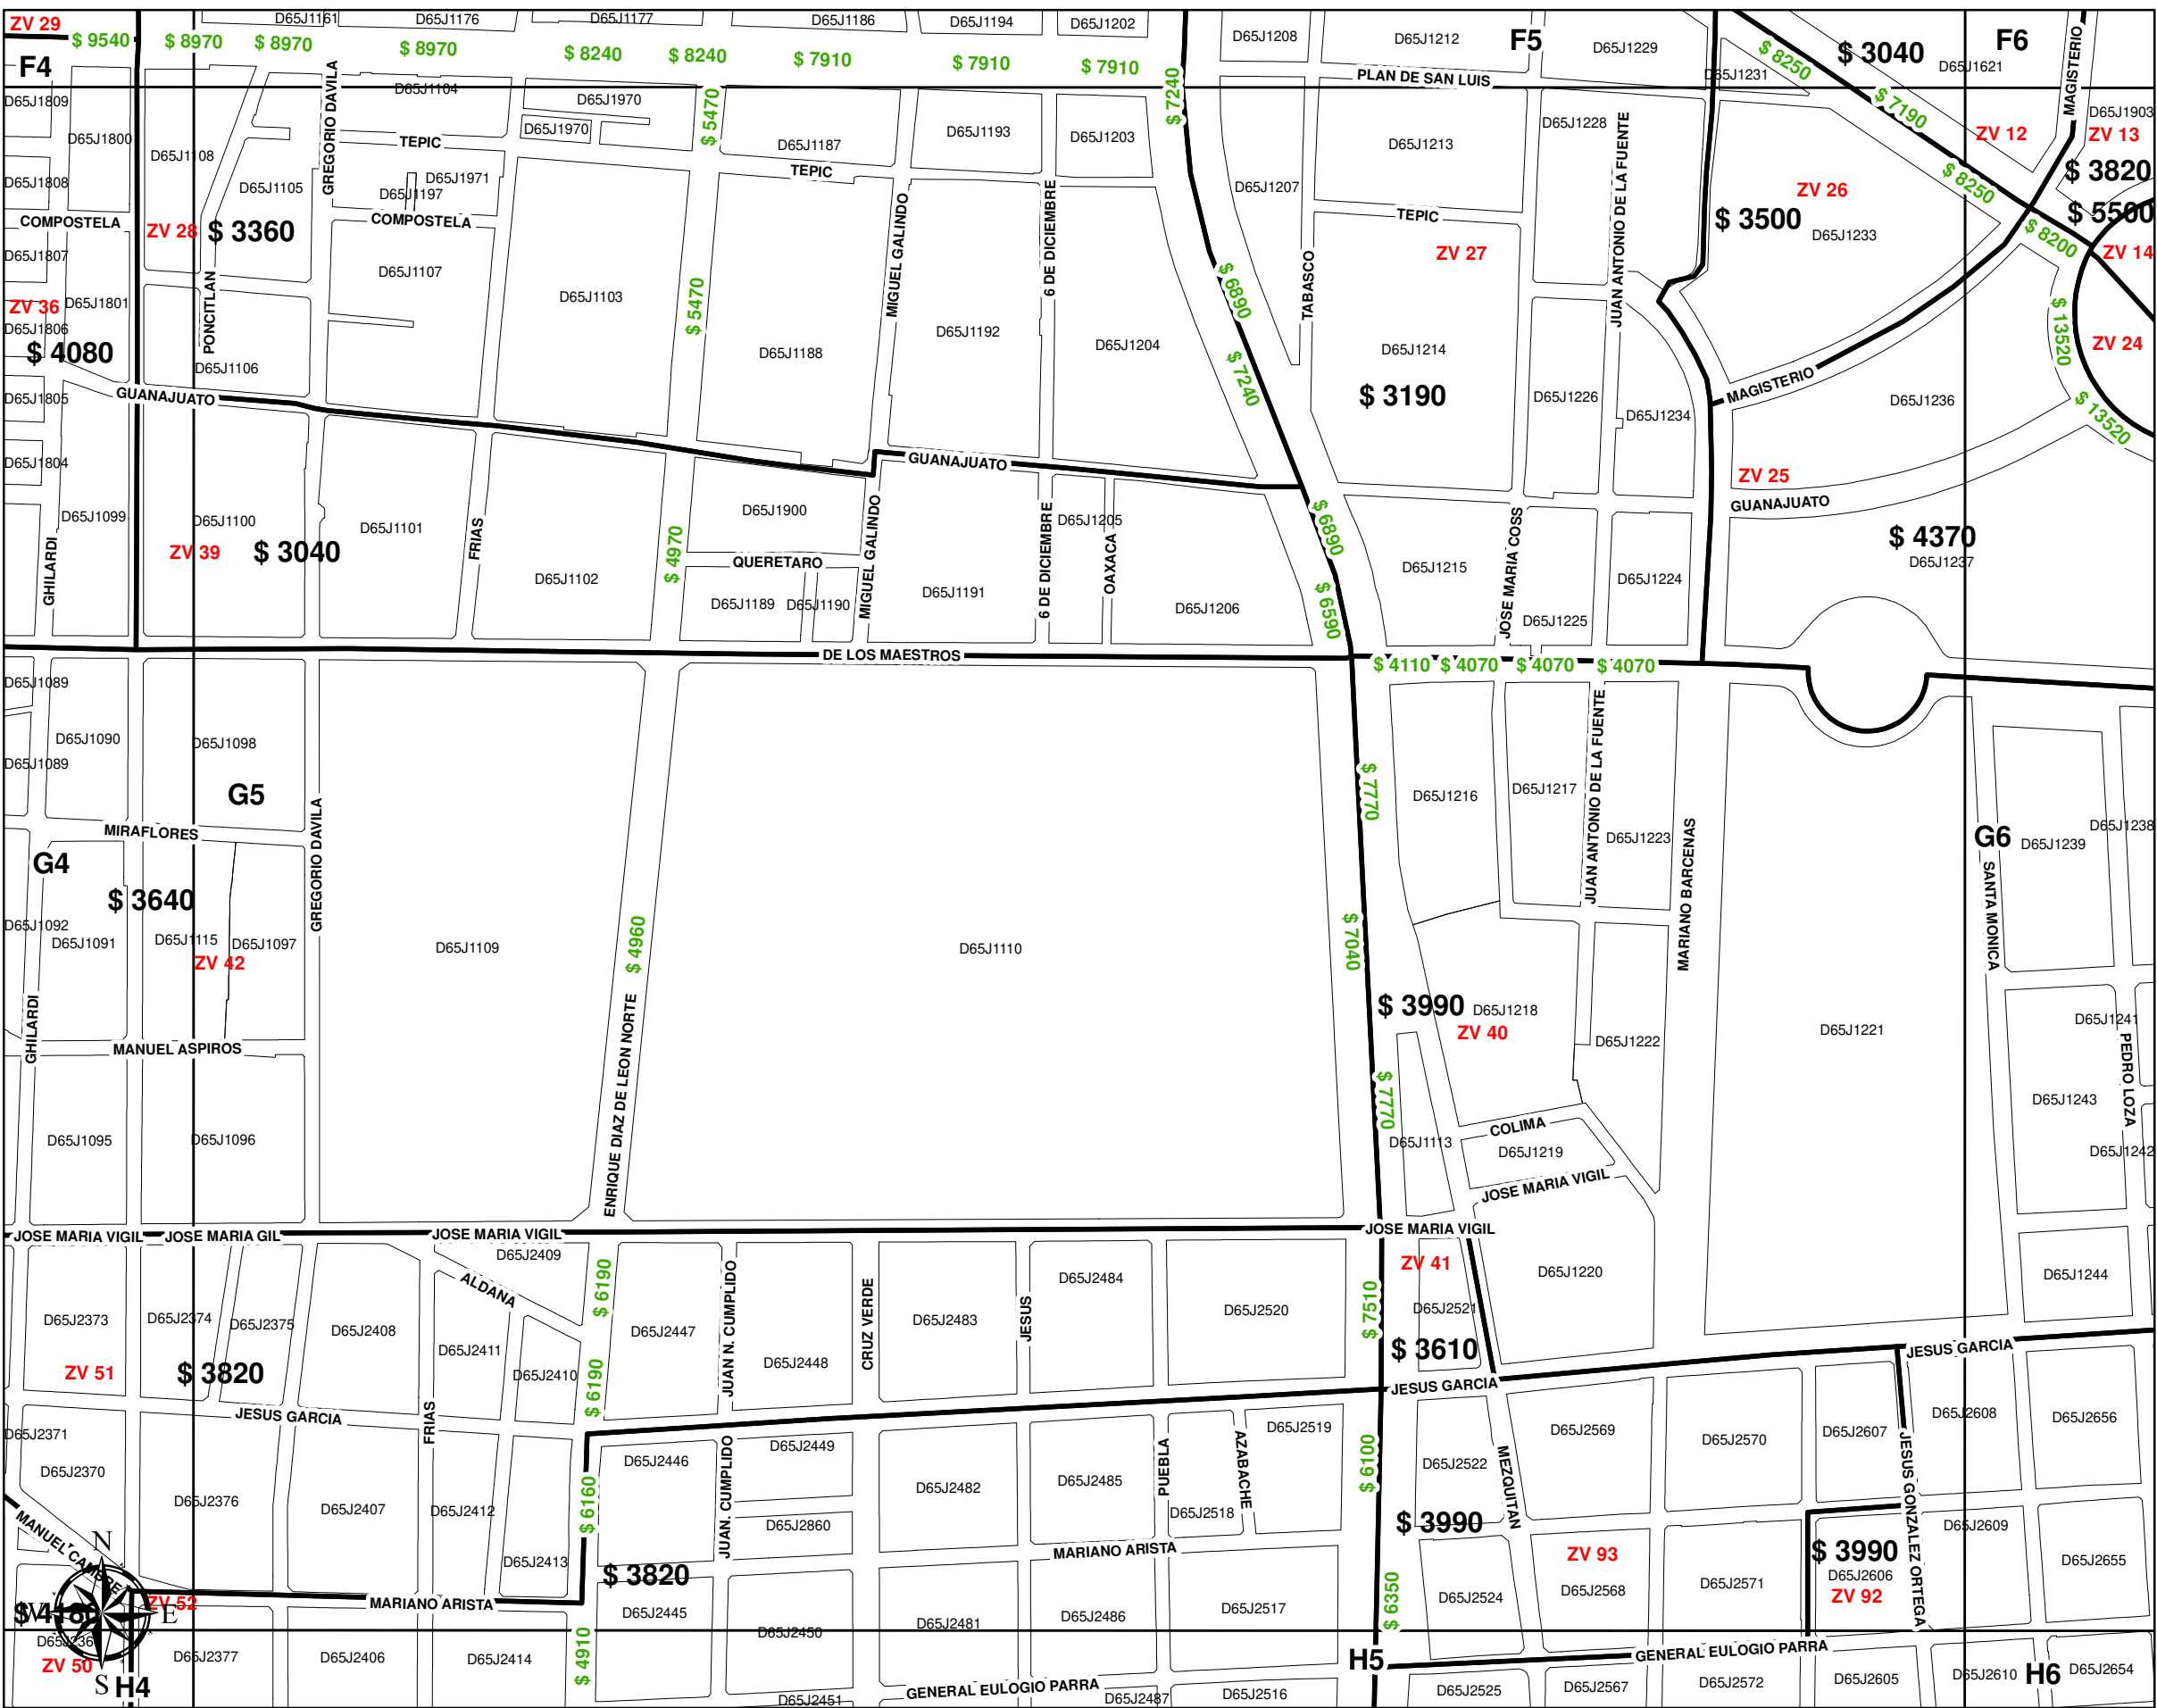 ZV 29
D65J1161
D65J1176
D65J1177
D65J1186
D65J1194
D65J1202
$ 9540
$ 8970
$ 8970
$ 8970
$ 8240
$ 8240
$ 7910
$ 7910
$ 7910
$ 7240
D65J1208
D65J1212
F5
D65J1229
$ 8250
$ 3040
F6
D65J1621
MAGISTERIO
F4
PLAN DE SAN LUIS
D65J1231
D65J1809
D65J1104
D65J1970
$ 5470
$ 7190
D65J1903
D65J1800
D65J1108
GREGORIO DAVILA
TEPIC
D65J1970
D65J1187
D65J1193
D65J1203
D65J1213
D65J1228
JUAN ANTONIO DE LA FUENTE
ZV 12
ZV 13
D65J1808
D65J1105
D65J1971
D65J1197
TEPIC
D65J1207
ZV 26
$ 8250
$ 3820
COMPOSTELA
ZV 28
$ 3360
COMPOSTELA
TEPIC
$ 3500
D65J1233
$ 5500
$ 8200
D65J1807
D65J1107
MIGUEL GALINDO
6 DE DICIEMBRE
ZV 27
ZV 14
ZV 36
D65J1801
PONCITLAN
D65J1103
$ 5470
$ 6890
TABASCO
D65J1806
$ 4080
D65J1106
D65J1188
D65J1192
D65J1204
$ 7240
D65J1214
$ 3190
$ 13520
ZV 24
D65J1805
GUANAJUATO
D65J1226
D65J1234
MAGISTERIO
D65J1236
$ 13520
D65J1804
GUANAJUATO
ZV 25
GUANAJUATO
D65J1099
D65J1100
D65J1101
FRIAS
$ 4970
D65J1900
MIGUEL GALINDO
6 DE DICIEMBRE
D65J1205
OAXACA
$ 6890
JOSE MARIA COSS
$ 4370
D65J1237
ZV 39
$ 3040
GHILARDI
D65J1102
QUERETARO
D65J1189
D65J1190
D65J1191
D65J1206
$ 6590
D65J1215
D65J1225
D65J1224
DE LOS MAESTROS
$ 4110
$ 4070
$ 4070
$ 4070
D65J1089
D65J1090
D65J1098
D65J1089
G5
$ 7770
D65J1216
D65J1217
JUAN ANTONIO DE LA FUENTE
D65J1223
MARIANO BARCENAS
G6
D65J1239
D65J1238
MIRAFLORES
GREGORIO DAVILA
G4
$ 3640
SANTA MONICA
D65J1092
D65J1091
D65J1115
D65J1097
ZV 42
D65J1109
$ 4960
D65J1110
$ 7040
$ 3990
D65J1218
ZV 40
D65J1222
D65J1221
D65J1241
GHILARDI
MANUEL ASPIROS
ENRIQUE DIAZ DE LEON NORTE
$ 7770
D65J1243
PEDRO LOZA
D65J1095
D65J1096
D65J1113
COLIMA
D65J1219
D65J1242
JOSE MARIA VIGIL
JOSE MARIA VIGIL
JOSE MARIA GIL
JOSE MARIA VIGIL
JOSE MARIA VIGIL
D65J2409
ALDANA
$ 6190
JUAN N. CUMPLIDO
CRUZ VERDE
JESUS
D65J2484
ZV 41
D65J1220
D65J1244
D65J2373
D65J2374
D65J2375
D65J2408
D65J2411
D65J2447
D65J2448
D65J2483
D65J2520
$ 7510
D65J2521
$ 3610
ZV 51
$ 3820
D65J2410
$ 6190
JESUS GARCIA
JESUS GARCIA
JESUS GARCIA
FRIAS
D65J2371
D65J2370
D65J2376
D65J2407
D65J2412
$ 6160
D65J2446
JUAN. CUMPLIDO
D65J2449
D65J2482
D65J2485
PUEBLA
AZABACHE
D65J2519
$ 6100
D65J2522
MEZQUITAN
D65J2569
D65J2570
D65J2607
JESUS GONZALEZ ORTEGA
D65J2608
D65J2656
MANUEL CAMBRE
N
D65J2413
D65J2860
D65J2518
MARIANO ARISTA
$ 3990
ZV 93
$ 3990
D65J2609
D65J2606
ZV 92
D65J2655
$ 4180
W
E
ZV 52
MARIANO ARISTA
$ 3820
D65J2445
D65J2450
D65J2481
D65J2486
D65J2517
$ 6350
D65J2524
D65J2568
D65J2571
ZV 50
S
H4
D65J2377
D65J2406
D65J2414
$ 4910
D65J2451
GENERAL EULOGIO PARRA
D65J2487
D65J2516
H5
GENERAL EULOGIO PARRA
D65J2525
D65J2567
D65J2572
D65J2605
D65J2610
H6
D65J2654